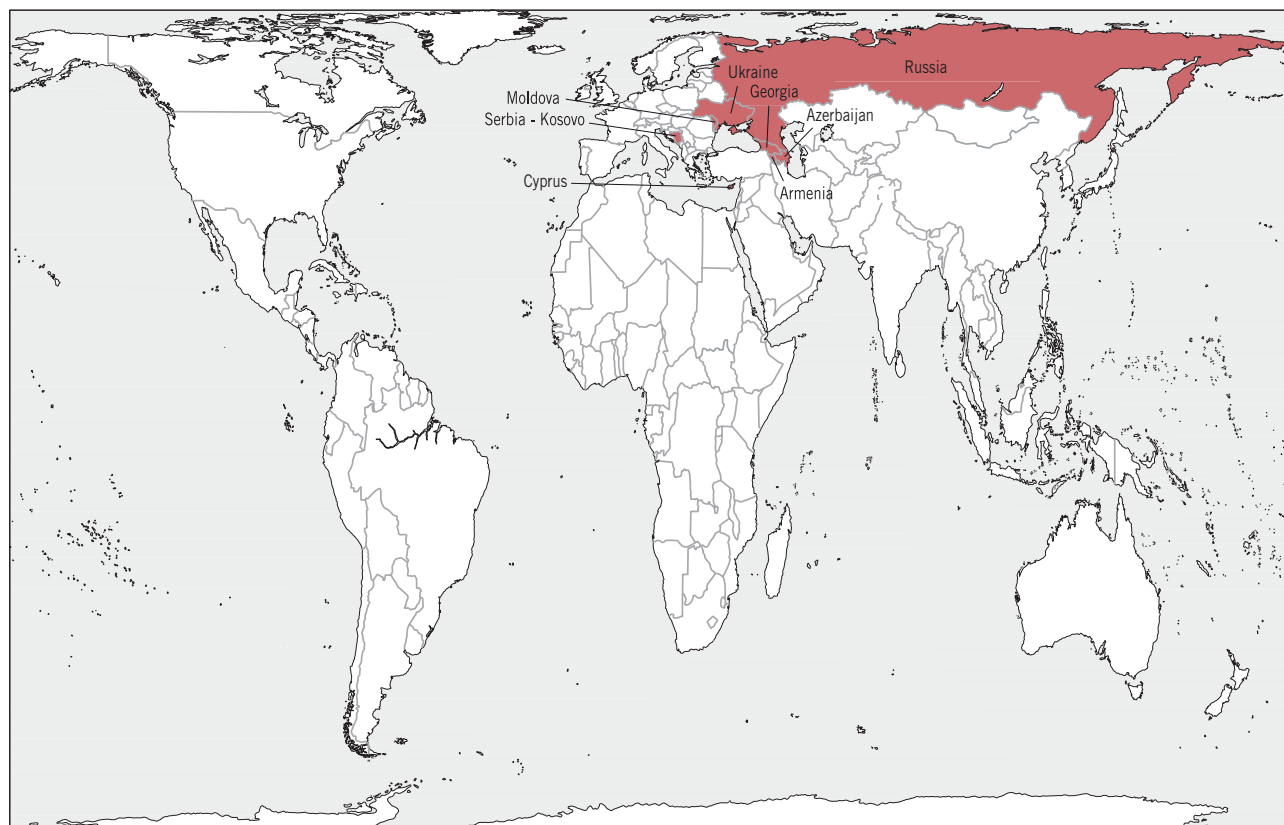 Russia
Ukraine
Georgia
Moldova
Azerbaijan
Serbia - Kosovo
Cyprus
Armenia